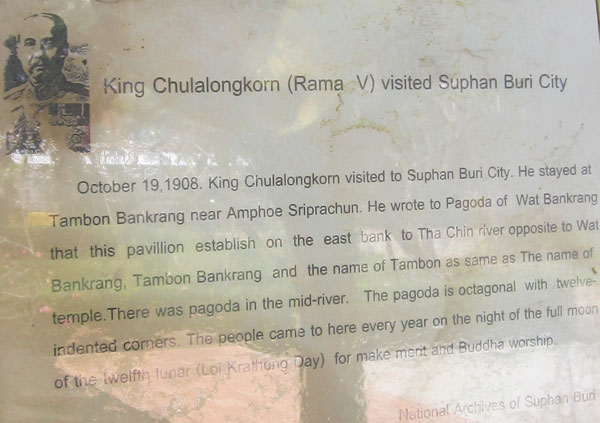 King Chulalongkorn (Rama V) visited Suphan Buri City
October 19,1908. King Chulalongkorn visited to Suphan Buri City. He stayed at
Tambon Bankrang near Amphoe Sriprachun. He wrote to Pagoda of Wat Bankrang
that this pavillion establish on the east bank to Tha Chin river opposite to Wat
Bankrang, Tambon Bankrang and the name of Tambon as same as The name of
temple.There was pagoda in the mid-river. The pagoda is octagonal with twelve-
indented corners. The people came to here every year on the night of the full moon
of the twelfth lunar (Loi Krathong Day) for make merit and Buddha worship.
National Archives of Suphan Buri